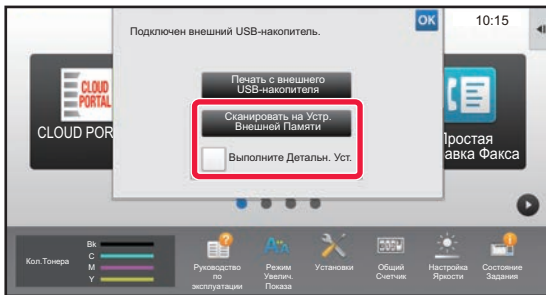 Подключен внешний USB-накопитель.
OK
10:15
Печать с внешнего
USB-накопителя
Сканировать на Устр.
Внешней Памяти
Выполните Детальн. Уст.
CLOUD
PORTAL
CLOUD POR
Простая
авка Факса
Кол.Тонера
Bk
C
M
Y
Руководство
по
эксплуатации
Режим
Увелич.
Показа
Установки
Общий
Счетчик
Настройка
Яркости
Состояние
Задания